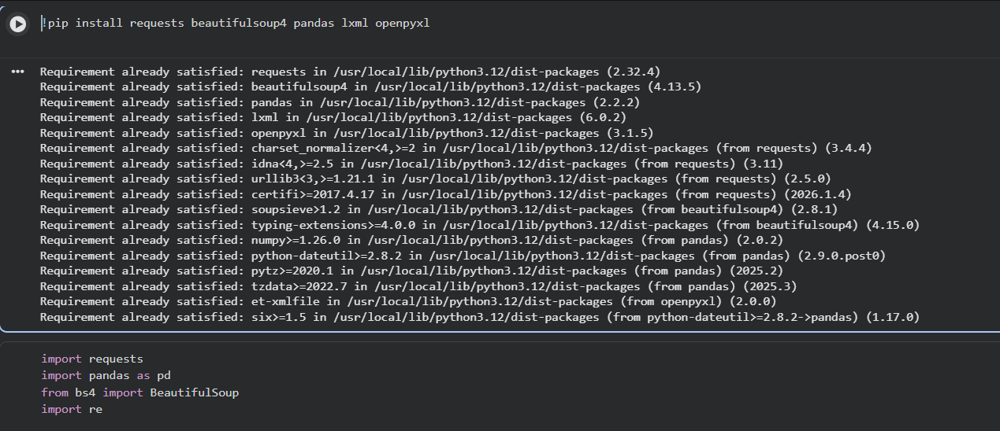 !pip install requests beautifulsoup4 pandas lxml openpyxl
Requirement already satisfied: requests in /usr/local/lib/python3.12/dist-packages (2.32.4)
Requirement already satisfied: beautifulsoup4 in /usr/local/lib/python3.12/dist-packages (4.13.5)
Requirement already satisfied: pandas in /usr/local/lib/python3.12/dist-packages (2.2.2)
Requirement already satisfied: lxml in /usr/local/lib/python3.12/dist-packages (6.0.2)
Requirement already satisfied: openpyxl in /usr/local/lib/python3.12/dist-packages (3.1.5)
Requirement already satisfied: charset_normalizer<4,>=2 in /usr/local/lib/python3.12/dist-packages (from requests) (3.4.4)
Requirement already satisfied: idna<4,>=2.5 in /usr/local/lib/python3.12/dist-packages (from requests) (3.11)
Requirement already satisfied: urllib3<3,>=1.21.1 in /usr/local/lib/python3.12/dist-packages (from requests) (2.5.0)
Requirement already satisfied: certifi>=2017.4.17 in /usr/local/lib/python3.12/dist-packages (from requests) (2026.1.4)
Requirement already satisfied: soupsieve>1.2 in /usr/local/lib/python3.12/dist-packages (from beautifulsoup4) (2.8.1)
Requirement already satisfied: typing-extensions>=4.0.0 in /usr/local/lib/python3.12/dist-packages (from beautifulsoup4) (4.15.0)
Requirement already satisfied: numpy>=1.26.0 in /usr/local/lib/python3.12/dist-packages (from pandas) (2.0.2)
Requirement already satisfied: python-dateutil>=2.8.2 in /usr/local/lib/python3.12/dist-packages (from pandas) (2.9.0.post0)
Requirement already satisfied: pytz>=2020.1 in /usr/local/lib/python3.12/dist-packages (from pandas) (2025.2)
Requirement already satisfied: tzdata>=2022.7 in /usr/local/lib/python3.12/dist-packages (from pandas) (2025.3)
Requirement already satisfied: et-xmlfile in /usr/local/lib/python3.12/dist-packages (from openpyxl) (2.0.0)
Requirement already satisfied: six>=1.5 in /usr/local/lib/python3.12/dist-packages (from python-dateutil>=2.8.2->pandas) (1.17.0)
import requests
import pandas as pd
from bs4 import BeautifulSoup
import re